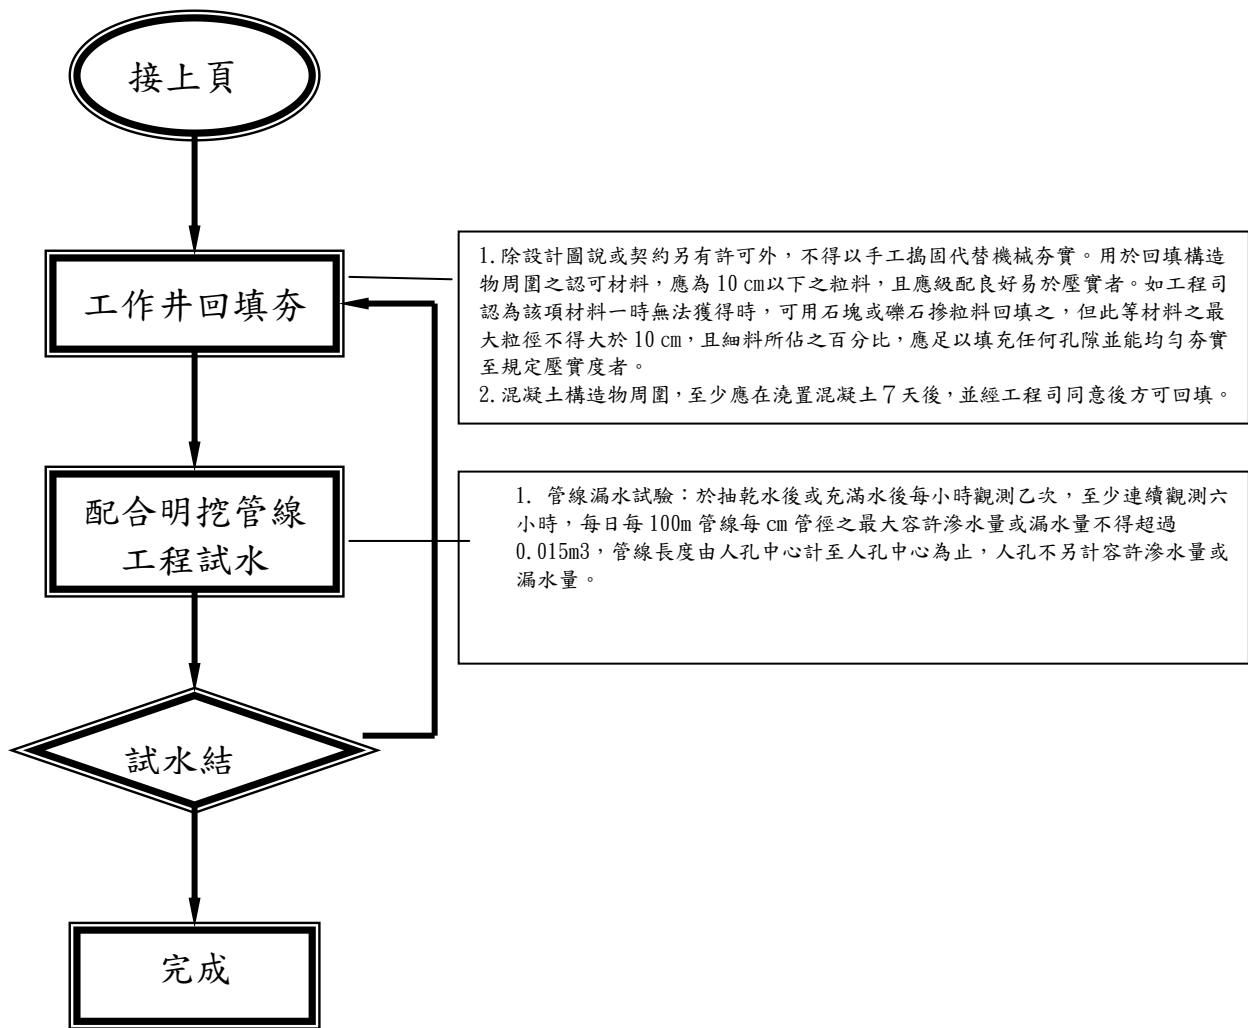 接上頁
工作井回填夯
1.除設計圖說或契約另有許可外，不得以手工搗固代替機械夯實。用於回填構造
物周圍之認可材料，應為 10 cm以下之粒料，且應級配良好易於壓實者。如工程司
認為該項材料一時無法獲得時，可用石塊或礫石摻粒料回填之，但此等材料之最
大粒徑不得大於 10 cm，且細料所佔之百分比，應足以填充任何孔隙並能均勻夯實
至規定壓實度者。
2.混凝土構造物周圍，至少應在澆置混凝土７天後，並經工程司同意後方可回填。
配合明挖管線
工程試水
1. 管線漏水試驗：於抽乾水後或充滿水後每小時觀測乙次，至少連續觀測六
小時，每日每 100m 管線每 cm 管徑之最大容許滲水量或漏水量不得超過
0.015m3，管線長度由人孔中心計至人孔中心為止，人孔不另計容許滲水量或
漏水量。
試水結
完成